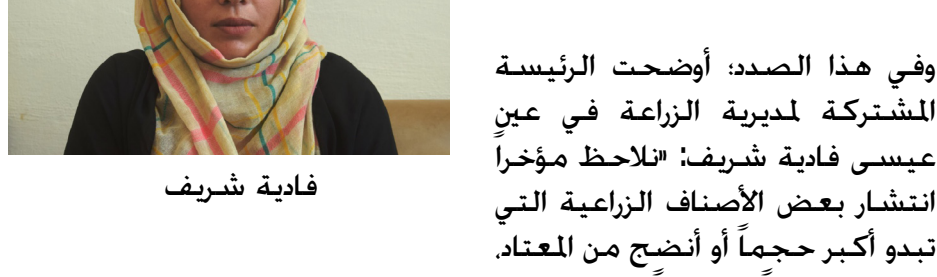 وفي هذا الصدد؛ أوضحت الرئيسة
المشتركة لمديرية الزراعة في عين
عيسى فادية شريف: «نلاحظ مؤخراً
انتشار بعض الأصناف الزراعية التي
تبدو أكبر حجماً أو أنضج من المعتاد،
فادية شريف